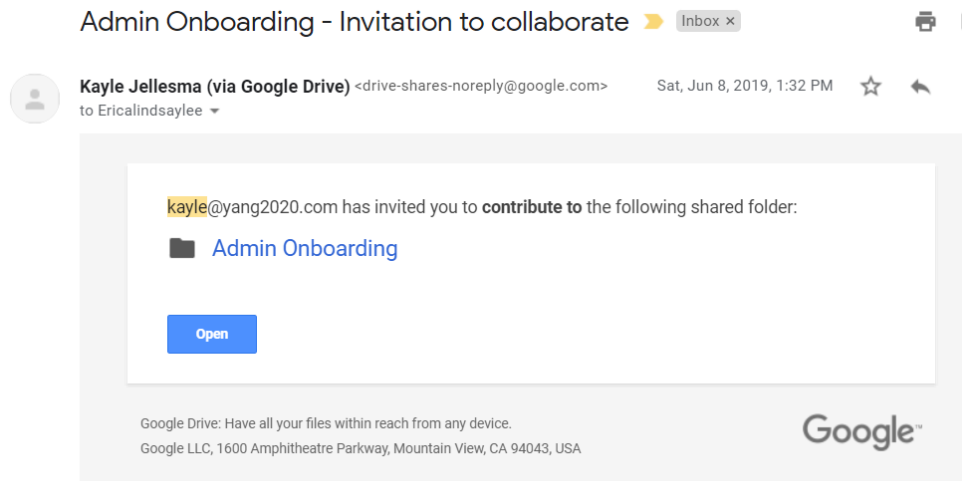 Admin Onboarding - Invitation to collaborate Inbox ×
Kayle Jellesma (via Google Drive) <drive-shares-noreply@google.com> Sat, Jun 8, 2019, 1:32 PM
to Ericalindsaylee
kayle@yang2020.com has invited you to contribute to the following shared folder:
Admin Onboarding
Open
Google Drive: Have all your files within reach from any device.
Google LLC, 1600 Amphitheatre Parkway, Mountain View, CA 94043, USA
Google™